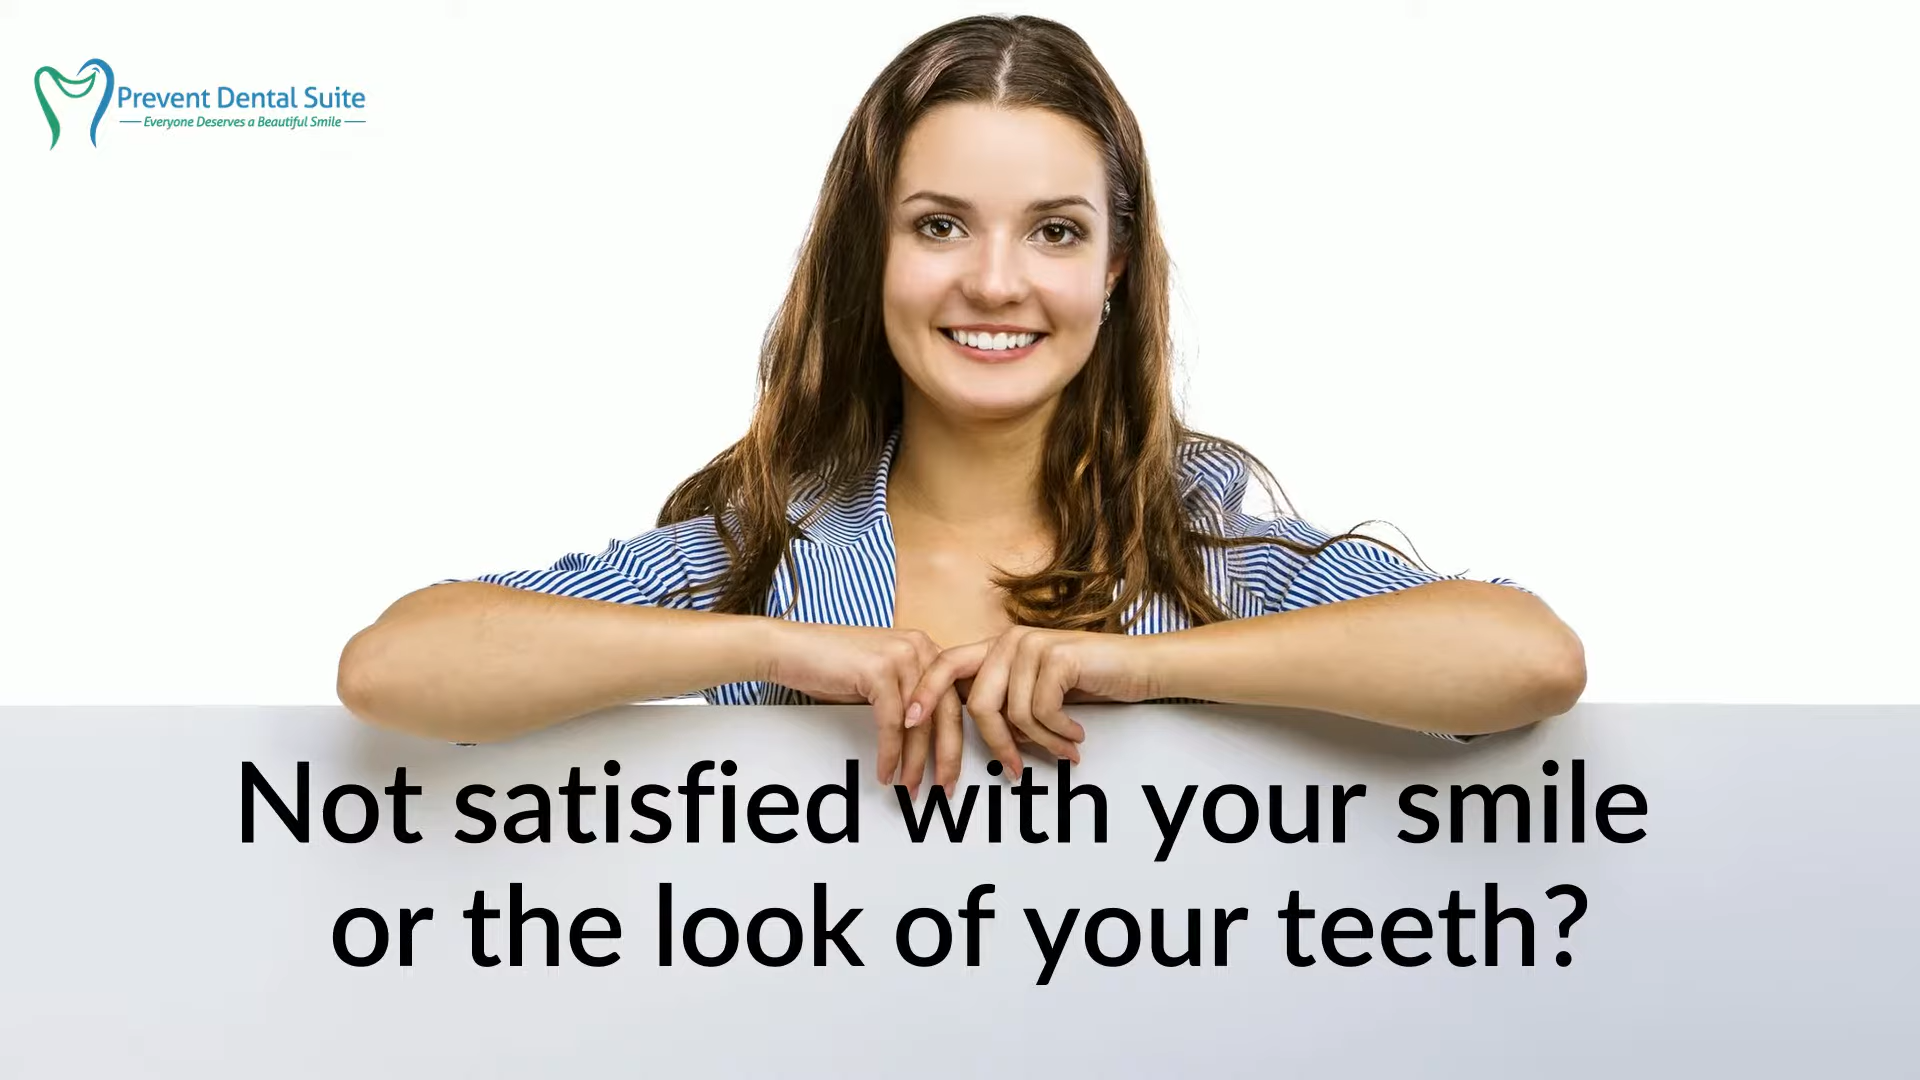 Prevent Dental Suite
Everyone Deserves a Beautiful Smile
Not satisfied with your smile
or the look of your teeth?